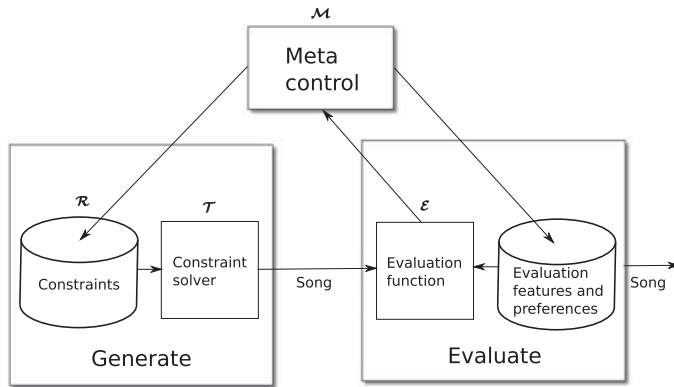 ℳ
Meta
control
ℛ
𝒯
ℰ
Constraints
Constraint
solver
Song
Evaluation
function
Evaluation
features and
preferences
Song
Generate
Evaluate